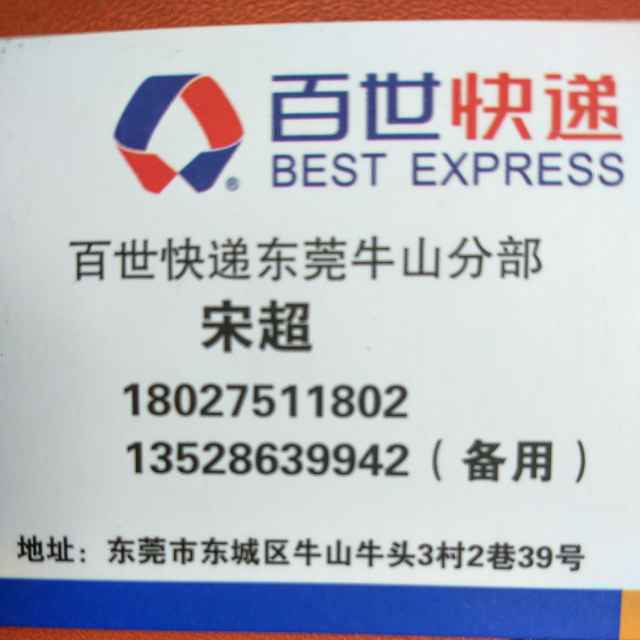 百世快递
BEST EXPRESS
®
百世快递东莞牛山分部
宋超
18027511802
13528639942（备用）
地址：东莞市东城区牛山牛头3村2巷39号